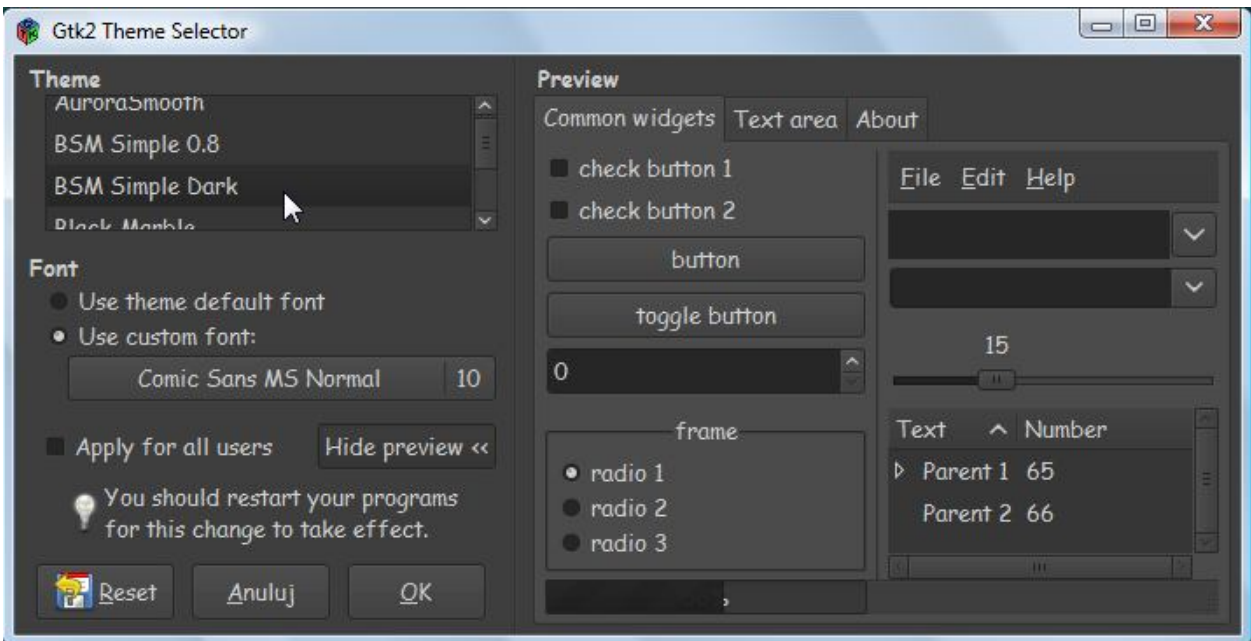 Gtk2 Theme Selector
Theme
AuroraSmooth
BSM Simple 0.8
BSM Simple Dark
Black Marble
Font
Use theme default font
Use custom font:
Comic Sans MS Normal 10
Apply for all users
Hide preview <<
You should restart your programs
for this change to take effect.
Reset
Anuluj
OK
Preview
Common widgets
Text area
About
check button 1
check button 2
button
toggle button
0
frame
radio 1
radio 2
radio 3
File Edit Help
15
Text Number
Parent 1 65
Parent 2 66